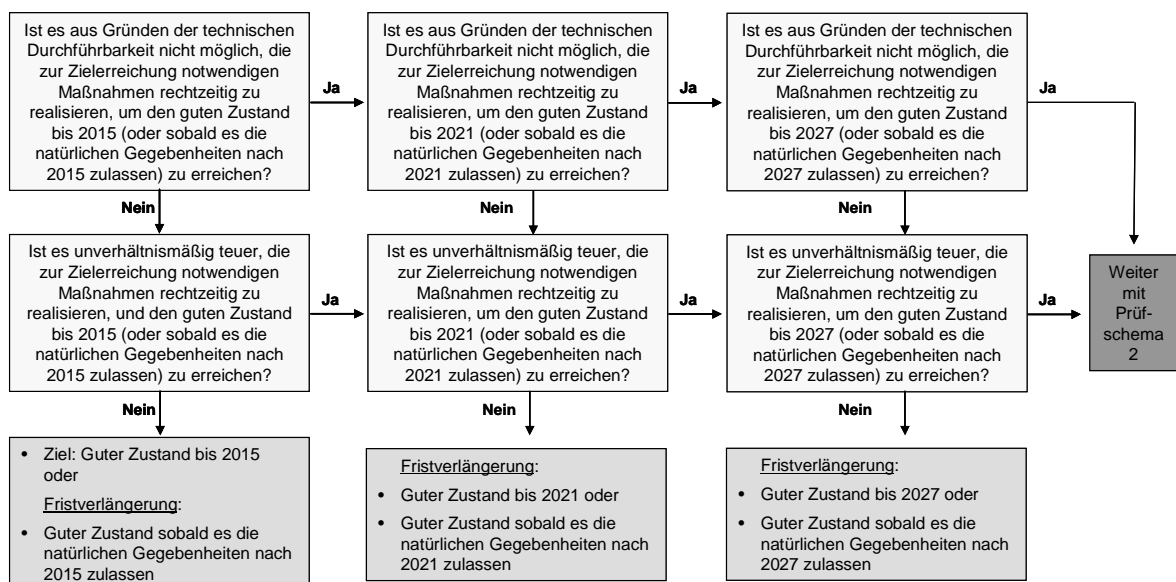 Ist es aus Gründen der technischen
Durchführbarkeit nicht möglich, die
zur Zielerreichung notwendigen
Maßnahmen rechtzeitig zu
realisieren, um den guten Zustand
bis 2015 (oder sobald es die
natürlichen Gegebenheiten nach
2015 zulassen) zu erreichen?
Ja
Ist es aus Gründen der technischen
Durchführbarkeit nicht möglich, die
zur Zielerreichung notwendigen
Maßnahmen rechtzeitig zu
realisieren, um den guten Zustand
bis 2021 (oder sobald es die
natürlichen Gegebenheiten nach
2021 zulassen) zu erreichen?
Ja
Ist es aus Gründen der technischen
Durchführbarkeit nicht möglich, die
zur Zielerreichung notwendigen
Maßnahmen rechtzeitig zu
realisieren, um den guten Zustand
bis 2027 (oder sobald es die
natürlichen Gegebenheiten nach
2027 zulassen) zu erreichen?
Ja
Nein
Nein
Nein
Ist es unverhältnismäßig teuer, die
zur Zielerreichung notwendigen
Maßnahmen rechtzeitig zu
realisieren, und den guten Zustand
bis 2015 (oder sobald es die
natürlichen Gegebenheiten nach
2015 zulassen) zu erreichen?
Ja
Ist es unverhältnismäßig teuer, die
zur Zielerreichung notwendigen
Maßnahmen rechtzeitig zu
realisieren, um den guten Zustand
bis 2021 (oder sobald es die
natürlichen Gegebenheiten nach
2021 zulassen) zu erreichen?
Ja
Ist es unverhältnismäßig teuer, die
zur Zielerreichung notwendigen
Maßnahmen rechtzeitig zu
realisieren, um den guten Zustand
bis 2027 (oder sobald es die
natürlichen Gegebenheiten nach
2027 zulassen) zu erreichen?
Ja
Weiter
mit
Prüf-
schema
2
Nein
Nein
Nein
• Ziel: Guter Zustand bis 2015
oder
Fristverlängerung:
• Guter Zustand sobald es die
natürlichen Gegebenheiten nach
2015 zulassen
Fristverlängerung:
• Guter Zustand bis 2021 oder
• Guter Zustand sobald es die
natürlichen Gegebenheiten nach
2021 zulassen
Fristverlängerung:
• Guter Zustand bis 2027 oder
• Guter Zustand sobald es die
natürlichen Gegebenheiten nach
2027 zulassen